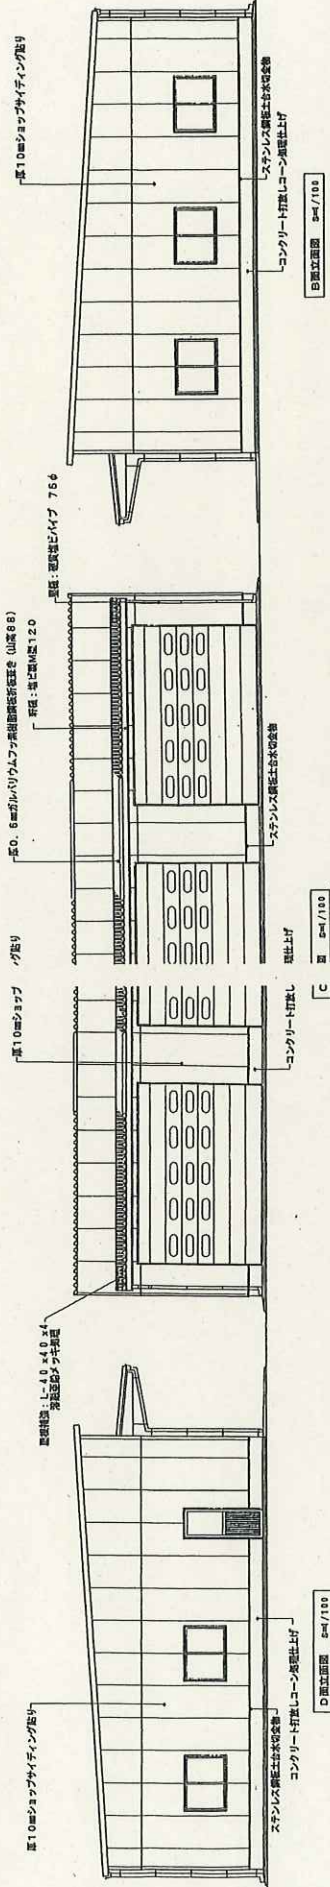 厚10㎜ショップサイディング貼り
ステンレス鋼板土台水切金物
コンクリート打放しコーン処理仕上げ
B面立面図 S=1/100
竪樋：硬質塩ビパイプ 75φ
厚0.6㎜ガルバリウムフッ素樹脂鋼板折板葺き (山高88)
軒樋：塩ビ製M型120
ステンレス鋼板土台水切金物
グ貼り
理仕上げ
図 S=1/100
C
厚10㎜ショップ
コンクリート打放し
屋根補強：L-40x40x4
溶融亜鉛メッキ処理
厚10㎜ショップサイディング貼り
ステンレス鋼板土台水切金物
コンクリート打放しコーン処理仕上げ
D面立面図 S=1/100